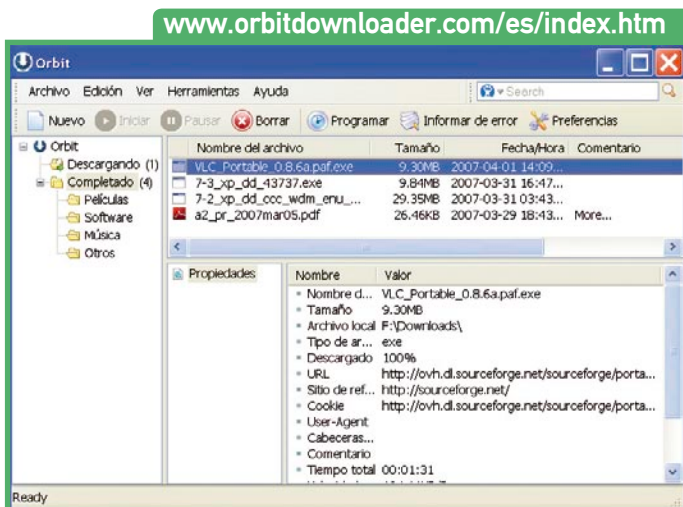 www.orbitdownloader.com/es/index.htm
Orbit
Archivo Edición Ver Herramientas Ayuda Search
Nuevo Iniciar Pausar Borrar Programar Informar de error Preferencias
Orbit
Descargando (1)
Completado (4)
Películas
Software
Música
Otros
Nombre del archivo Tamaño Fecha/Hora Comentario
VLC_Portable_0.8.6a.paf.exe 9.30MB 2007-04-01 14:09...
7-3_xp_dd_43737.exe 9.84MB 2007-03-31 16:47...
7-2_xp_dd_ccc_wdm_enu_... 29.35MB 2007-03-31 03:43...
a2_pr_2007mar05.pdf 26.46KB 2007-03-29 18:43... More...
Propiedades
Nombre Valor
Nombre d... VLC_Portable_0.8.6a.paf.exe
Tamaño 9.30MB
Archivo local F:\Downloads\
Tipo de ar... exe
Descargado 100%
URL http://ovh.dl.sourceforge.net/sourceforge/porta...
Sitio de ref... http://sourceforge.net/
Cookie http://ovh.dl.sourceforge.net/sourceforge/porta...
User-Agent
Cabeceras...
Comentario
Tiempo total 00:01:31
Ready